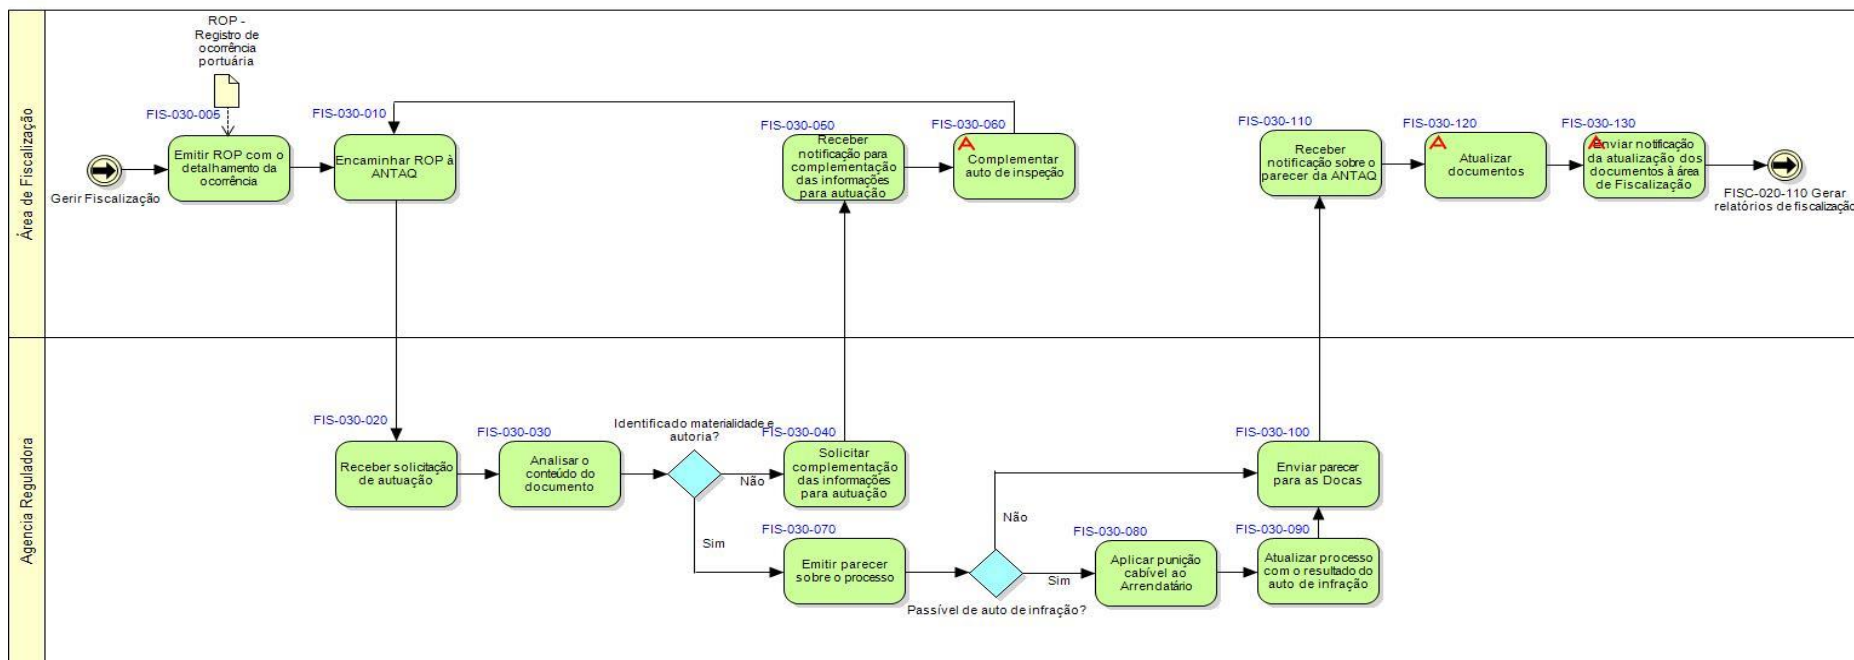 Área de Fiscalização
ROP -
Registro de
ocorrência
portuária
Gerir Fiscalização
FIS-030-005
Emitir ROP com o
detalhamento da
ocorrência
FIS-030-010
Encaminhar ROP à
ANTAQ
FIS-030-050
Receber
notificação para
complementação
das informações
para autuação
FIS-030-060
A
Complementar
auto de inspeção
FIS-030-110
Receber
notificação sobre o
parecer da ANTAQ
FIS-030-120
A
Atualizar
documentos
FIS-030-130
A
Enviar notificação
da atualização dos
documentos à área
de Fiscalização
FISC-020-110 Gerar
relatórios de fiscalização
Agencia Reguladora
FIS-030-020
Receber solicitação
de autuação
FIS-030-030
Analisar o
conteúdo do
documento
Identificado materialidade e
autoria?
Não
Sim
FIS-030-040
Solicitar
complementação
das informações
para autuação
FIS-030-070
Emitir parecer
sobre o processo
Passível de auto de infração?
Não
Sim
FIS-030-080
Aplicar punição
cabível ao
Arrendatário
FIS-030-090
Atualizar processo
com o resultado do
auto de infração
FIS-030-100
Enviar parecer
para as Docas